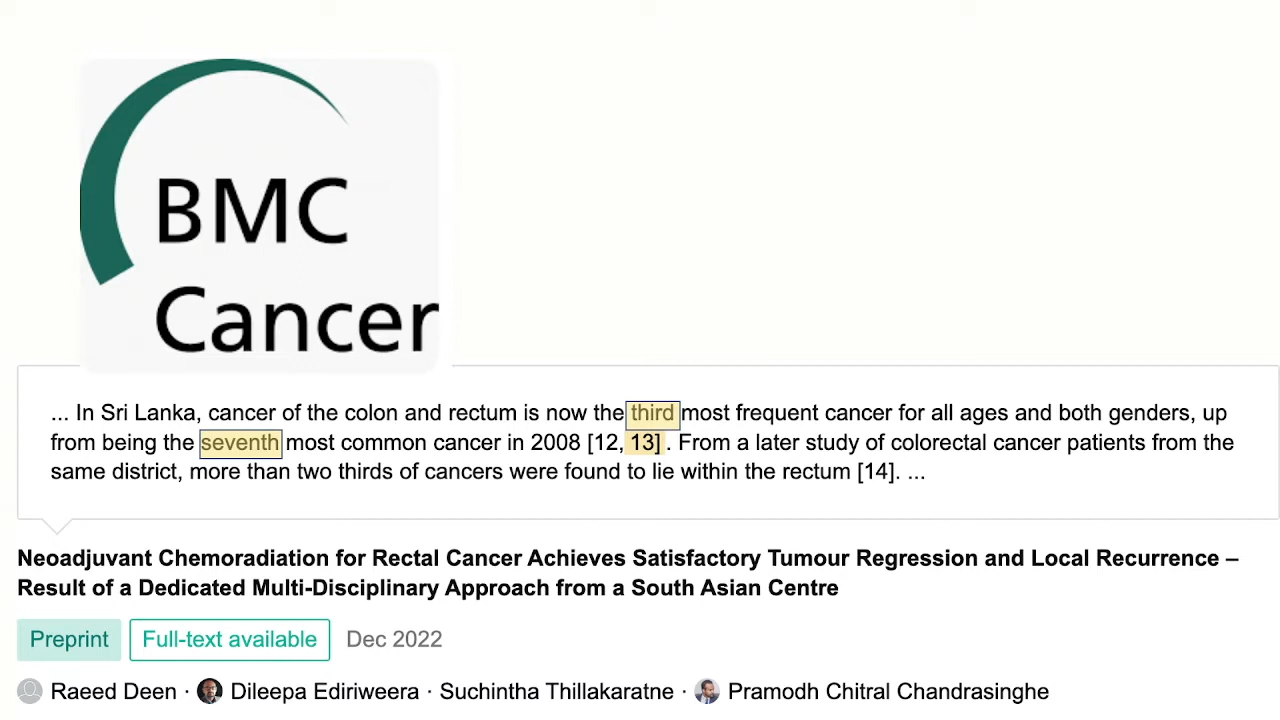 BMC
Cancer
... In Sri Lanka, cancer of the colon and rectum is now the third most frequent cancer for all ages and both genders, up
from being the seventh most common cancer in 2008 [12, 13] . From a later study of colorectal cancer patients from the
same district, more than two thirds of cancers were found to lie within the rectum [14]. ...
Neoadjuvant Chemoradiation for Rectal Cancer Achieves Satisfactory Tumour Regression and Local Recurrence –
Result of a Dedicated Multi-Disciplinary Approach from a South Asian Centre
Preprint Full-text available Dec 2022
Raeed Deen · Dileepa Ediriweera · Suchintha Thillakaratne · Pramodh Chitral Chandrasinghe